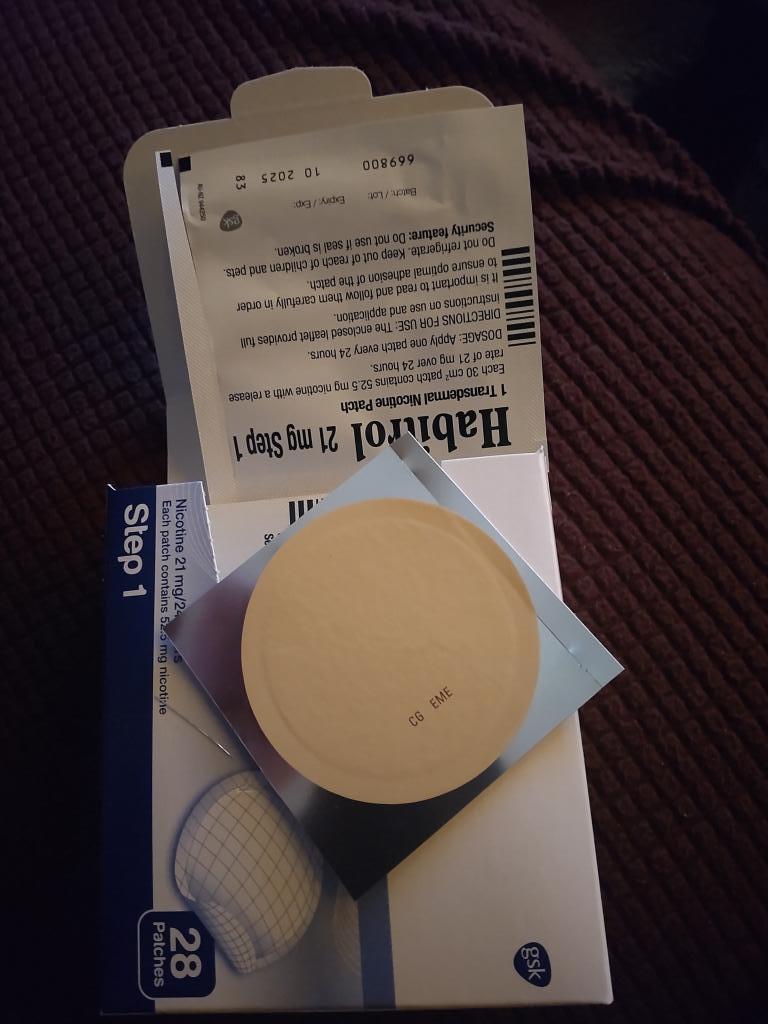 Habitrol 21 mg Step 1
1 Transdermal Nicotine Patch
Each 30 cm² patch contains 52.5 mg nicotine with a release
rate of 21 mg over 24 hours.
DOSAGE: Apply one patch every 24 hours.
DIRECTIONS FOR USE: The enclosed leaflet provides full
instructions on use and application.
It is important to read and follow them carefully in order
to ensure optimal adhesion of the patch.
Do not refrigerate. Keep out of reach of children and pets.
Security feature: Do not use if seal is broken.
Batch: / Lot: Expiry: / Exp:
669800 10 2025 83
gsk
Step 1
Nicotine 21 mg/24
Each patch contains 52.5 mg nicotine
CG EME
28
Patches
gsk